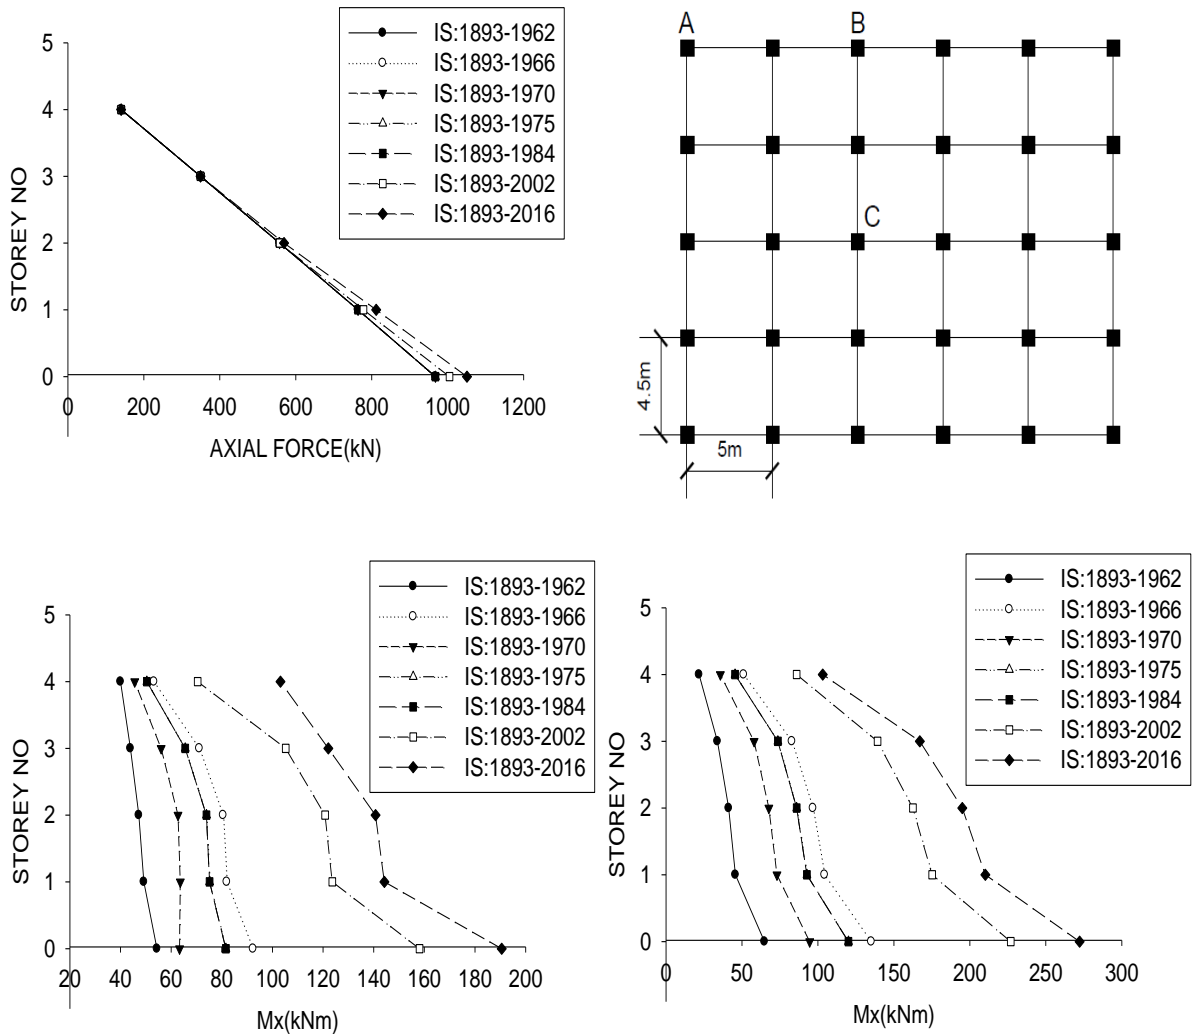 IS:1893-1962
IS:1893-1966
IS:1893-1970
IS:1893-1975
IS:1893-1984
IS:1893-2002
IS:1893-2016
STOREY NO
5
4
3
2
1
0
0 200 400 600 800 1000 1200
AXIAL FORCE(kN)
A B
C
4.5m
5m
IS:1893-1962
IS:1893-1966
IS:1893-1970
IS:1893-1975
IS:1893-1984
IS:1893-2002
IS:1893-2016
STOREY NO
5
4
3
2
1
0
20 40 60 80 100 120 140 160 180 200
Mx(kNm)
IS:1893-1962
IS:1893-1966
IS:1893-1970
IS:1893-1975
IS:1893-1984
IS:1893-2002
IS:1893-2016
STOREY NO
5
4
3
2
1
0
0 50 100 150 200 250 300
Mx(kNm)